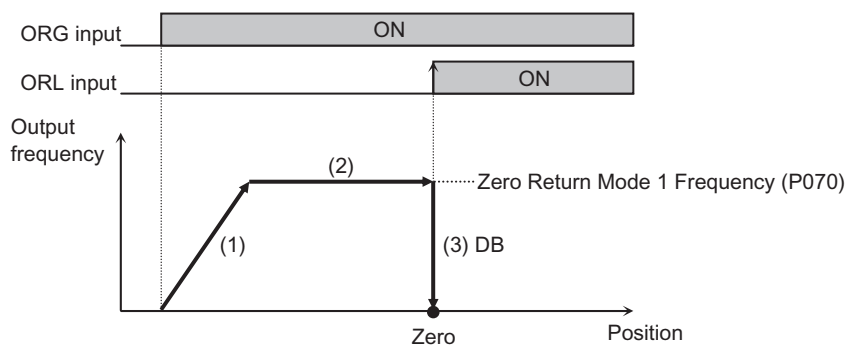 ORG input
ON
ORL input
ON
Output
frequency
(2)
Zero Return Mode 1 Frequency (P070)
(1)
(3) DB
Zero
Position